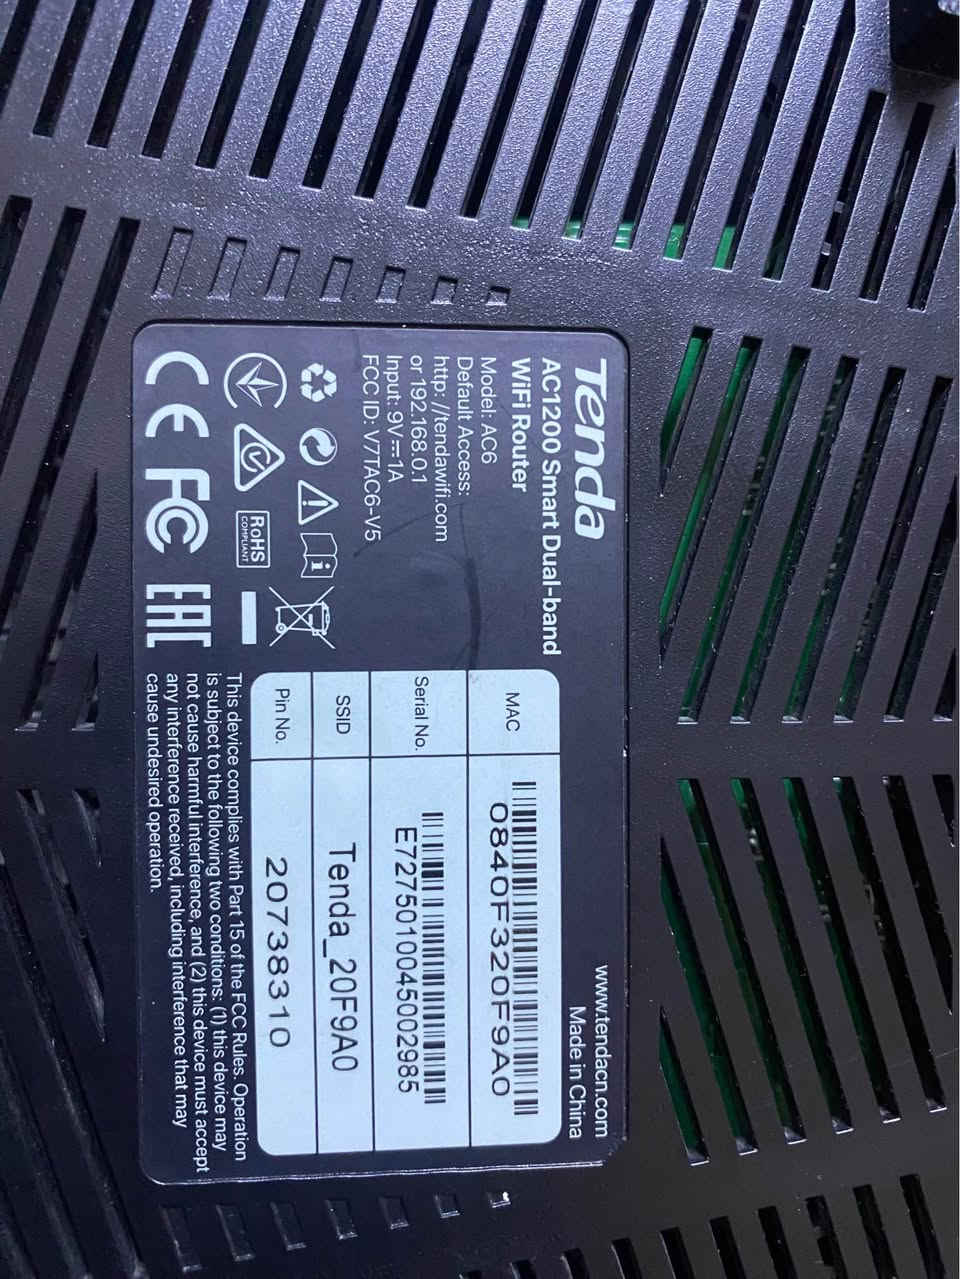 Tenda
AC1200 Smart Dual-band
WiFi Router
Model: AC6
Default Access:
http: //tendawifi.com
or 192.168.0.1
Input: 9V⎓1A
FCC ID: V7TAC6-V5
RoHS
COMPLIANT
CE FC EAC
www.tendacn.com
Made in China
MAC
0840F320F9A0
Serial No.
E7275010045002985
SSID
Tenda_20F9A0
Pin No.
20738310
This device complies with Part 15 of the FCC Rules. Operation
is subject to the following two conditions: (1) this device may
not cause harmful interference, and (2) this device must accept
any interference received, including interference that may
cause undesired operation.